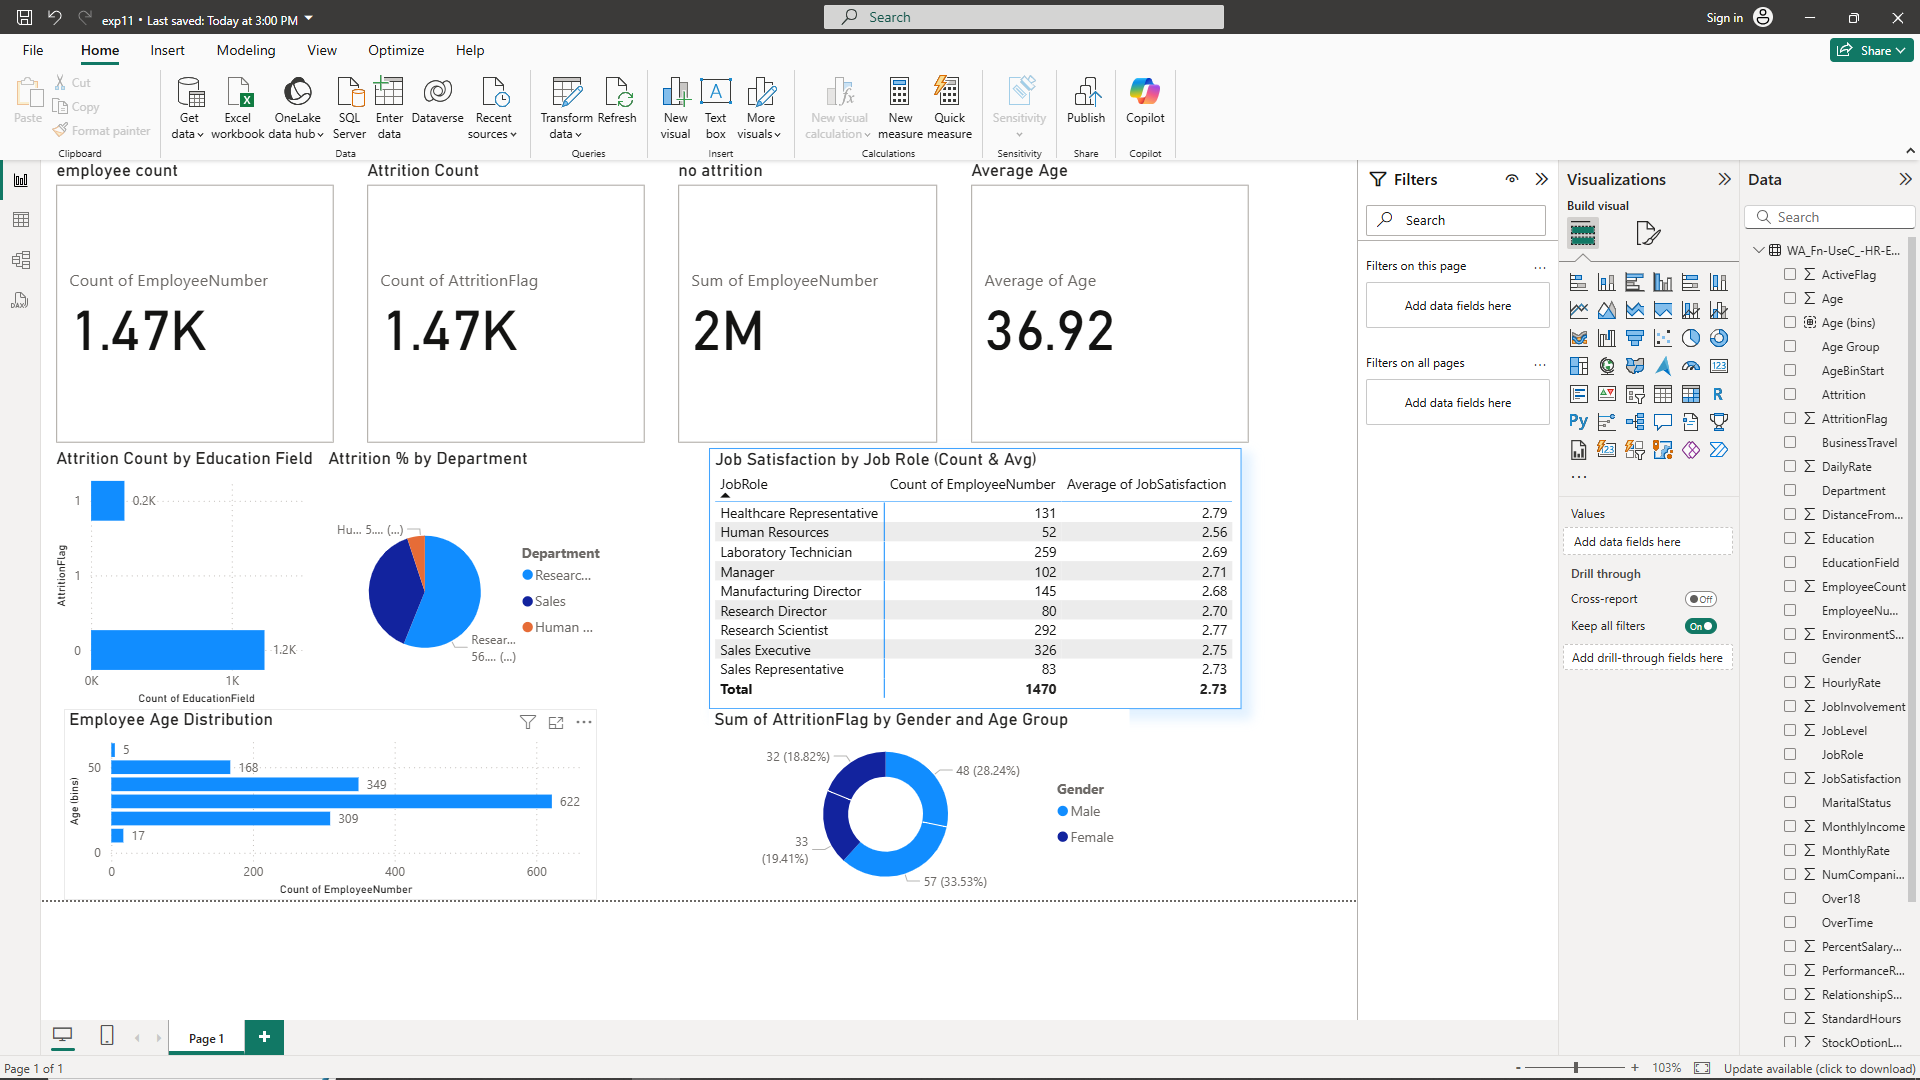 exp11 • Last saved: Today at 3:00 PM
Search
Sign in
File
Home
Insert
Modeling
View
Optimize
Help
Share
Paste
Cut
Copy
Format painter
Clipboard
Get data
Excel workbook
OneLake data hub
SQL Server
Enter data
Dataverse
Recent sources
Data
Transform data
Refresh
Queries
New visual
Text box
More visuals
Insert
New visual calculation
New measure
Quick measure
Calculations
Sensitivity
Sensitivity
Publish
Share
Copilot
Copilot
employee count
Count of EmployeeNumber
1.47K
Attrition Count
Count of AttritionFlag
1.47K
no attrition
Sum of EmployeeNumber
2M
Average Age
Average of Age
36.92
Attrition Count by Education Field
AttritionFlag
1
0.2K
1
0
1.2K
0K
1K
Count of EducationField
Attrition % by Department
Hu... 5.... (...)
Resear...
56.... (...)
Department
Researc...
Sales
Human ...
Job Satisfaction by Job Role (Count & Avg)
JobRole Count of EmployeeNumber Average of JobSatisfaction
Healthcare Representative 131 2.79
Human Resources 52 2.56
Laboratory Technician 259 2.69
Manager 102 2.71
Manufacturing Director 145 2.68
Research Director 80 2.70
Research Scientist 292 2.77
Sales Executive 326 2.75
Sales Representative 83 2.73
Total 1470 2.73
Employee Age Distribution
Age (bins)
5
50
168
349
622
309
17
0
0 200 400 600
Count of EmployeeNumber
Sum of AttritionFlag by Gender and Age Group
32 (18.82%)
48 (28.24%)
33
(19.41%)
57 (33.53%)
Gender
Male
Female
Filters
Search
Filters on this page
...
Add data fields here
Filters on all pages
...
Add data fields here
Visualizations
Build visual
123
R
Py
...
Values
Add data fields here
Drill through
Cross-report
Off
Keep all filters
On
Add drill-through fields here
Data
Search
WA_Fn-UseC_-HR-E...
ActiveFlag
Age
Age (bins)
Age Group
AgeBinStart
Attrition
AttritionFlag
BusinessTravel
DailyRate
Department
DistanceFrom...
Education
EducationField
EmployeeCount
EmployeeNu...
EnvironmentS...
Gender
HourlyRate
JobInvolvement
JobLevel
JobRole
JobSatisfaction
MaritalStatus
MonthlyIncome
MonthlyRate
NumCompani...
Over18
OverTime
PercentSalary...
PerformanceR...
RelationshipS...
StandardHours
StockOptionL...
Page 1
+
Page 1 of 1
-
+
103%
Update available (click to download)